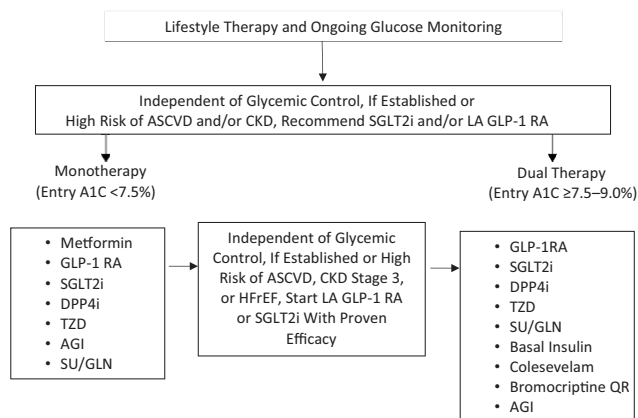 Lifestyle Therapy and Ongoing Glucose Monitoring
Independent of Glycemic Control, If Established or
High Risk of ASCVD and/or CKD, Recommend SGLT2i and/or LA GLP-1 RA
Monotherapy
(Entry A1C <7.5%)
Dual Therapy
(Entry A1C ≥7.5–9.0%)
• Metformin
• GLP-1 RA
• SGLT2i
• DPP4i
• TZD
• AGI
• SU/GLN
Independent of Glycemic
Control, If Established or High
Risk of ASCVD, CKD Stage 3,
or HFrEF, Start LA GLP-1 RA
or SGLT2i With Proven
Efficacy
• GLP-1RA
• SGLT2i
• DPP4i
• TZD
• SU/GLN
• Basal Insulin
• Colesevelam
• Bromocriptine QR
• AGI